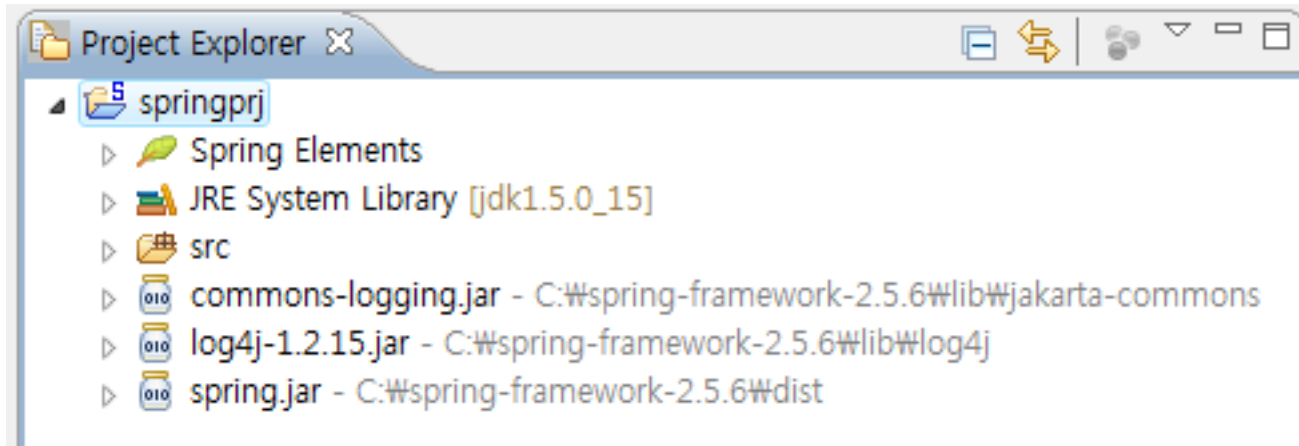 Project Explorer
springprj
Spring Elements
JRE System Library [jdk1.5.0_15]
src
commons-logging.jar - C:₩spring-framework-2.5.6₩lib₩jakarta-commons
log4j-1.2.15.jar - C:₩spring-framework-2.5.6₩lib₩log4j
spring.jar - C:₩spring-framework-2.5.6₩dist